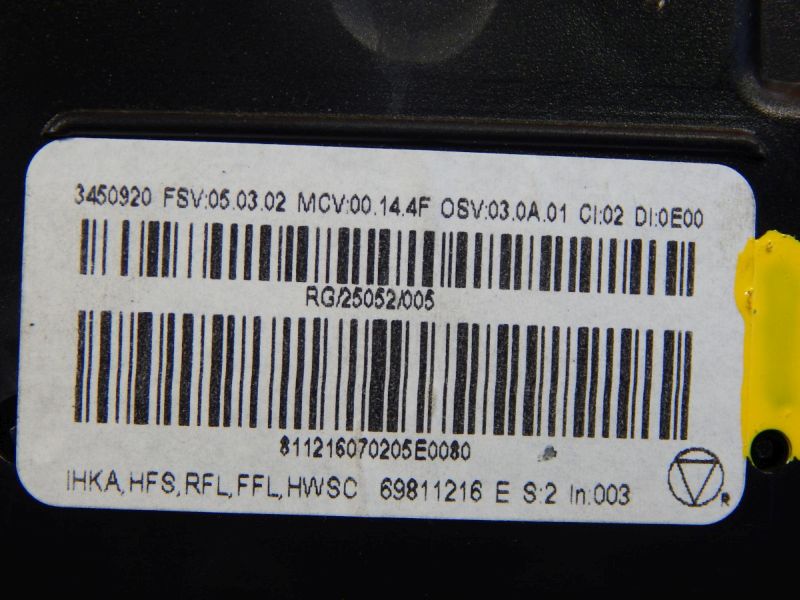 3450920 FSV:05.03.02 MCV:00.14.4F OSV:03.0A.01 CI:02 DI:0E00
RG/25052/005
811216070205E0080
IHKA,HFS,RFL,FFL,HWSC 69811216 E S:2 In:003
R